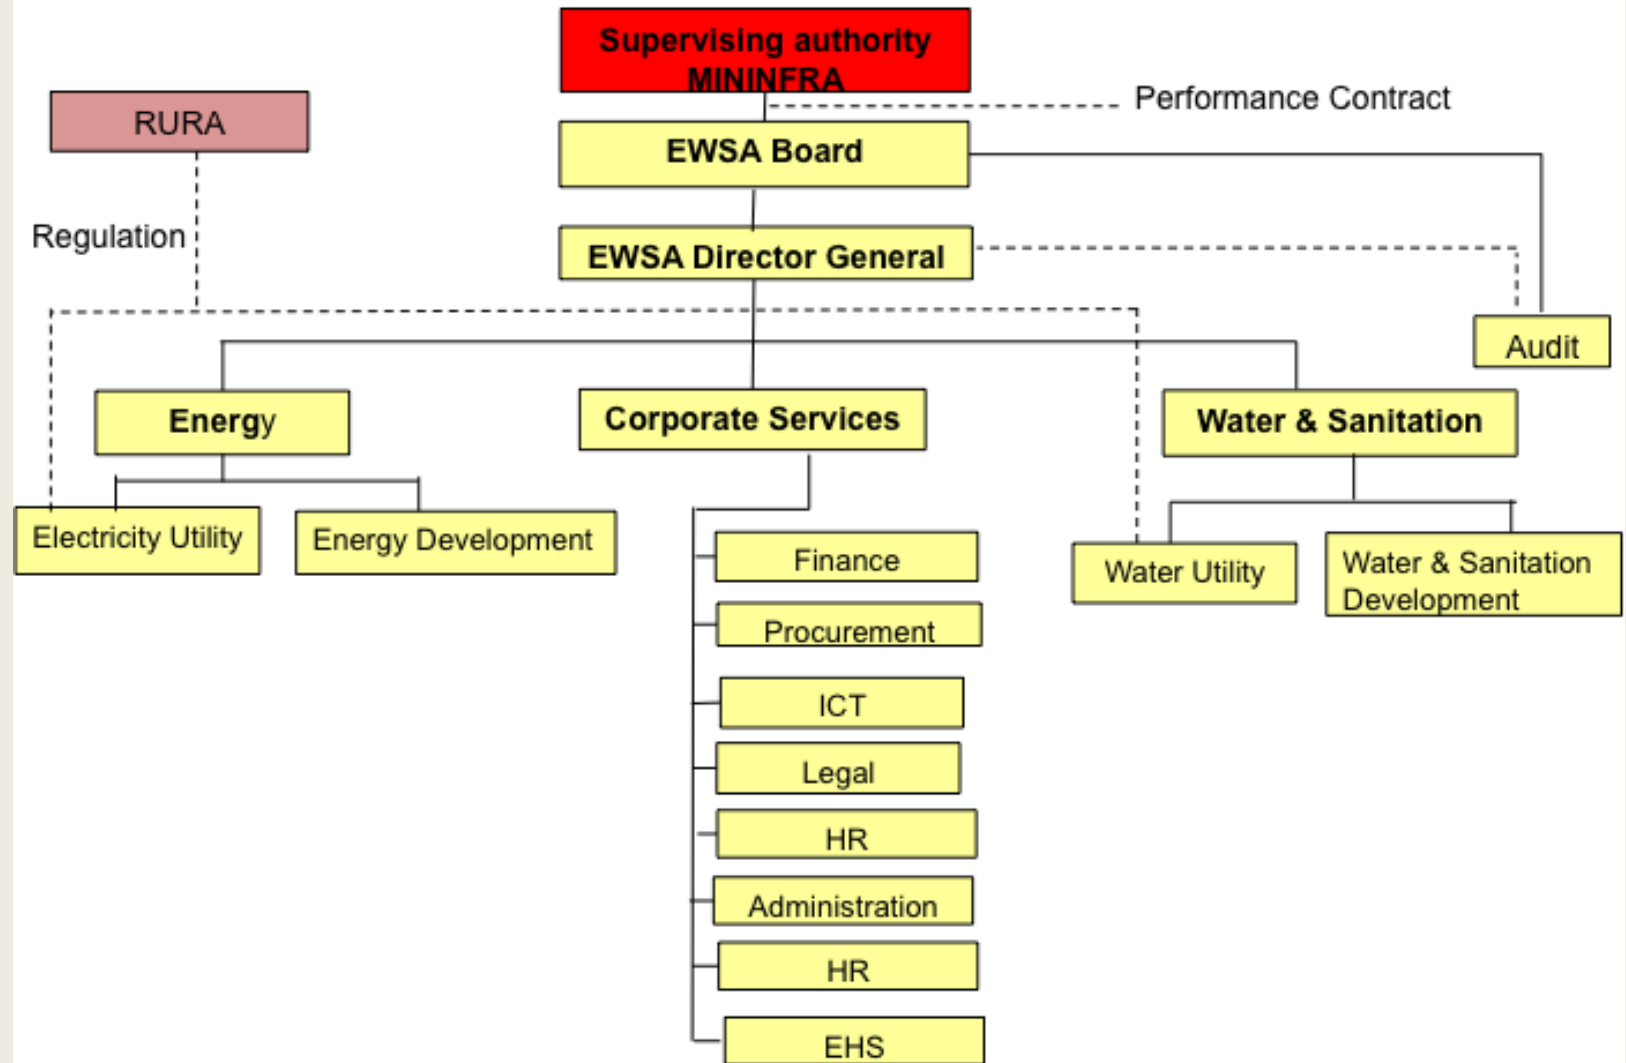 Supervising authority
MININFRA
RURA
Performance Contract
EWSA Board
Regulation
EWSA Director General
Audit
Energy
Corporate Services
Water & Sanitation
Electricity Utility
Energy Development
Finance
Water Utility
Water & Sanitation
Development
Procurement
ICT
Legal
HR
Administration
HR
EHS